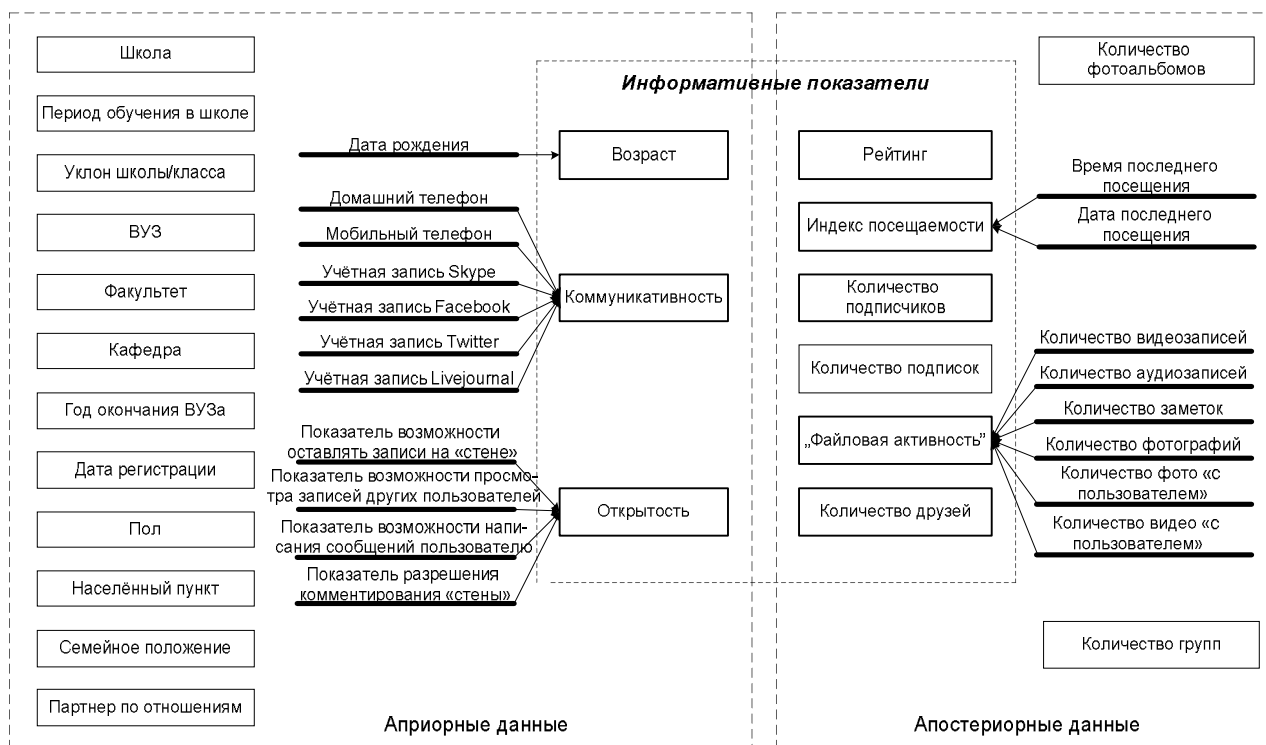 Школа
Период обучения в школе
Уклон школы/класса
ВУЗ
Факультет
Кафедра
Год окончания ВУЗа
Дата регистрации
Пол
Населённый пункт
Семейное положение
Партнер по отношениям
Дата рождения
Домашний телефон
Мобильный телефон
Учётная запись Skype
Учётная запись Facebook
Учётная запись Twitter
Учётная запись Livejournal
Показатель возможности
оставлять записи на «стене»
Показатель возможности просмо-
тра записей других пользователей
Показатель возможности напи-
сания сообщений пользователю
Показатель разрешения
комментирования «стены»
Априорные данные
Информативные показатели
Возраст
Коммуникативность
Открытость
Рейтинг
Индекс посещаемости
Количество
подписчиков
Количество подписок
„Файловая активность”
Количество друзей
Количество
фотоальбомов
Время последнего
посещения
Дата последнего
посещения
Количество видеозаписей
Количество аудиозаписей
Количество заметок
Количество фотографий
Количество фото «с
пользователем»
Количество видео «с
пользователем»
Количество групп
Апостериорные данные